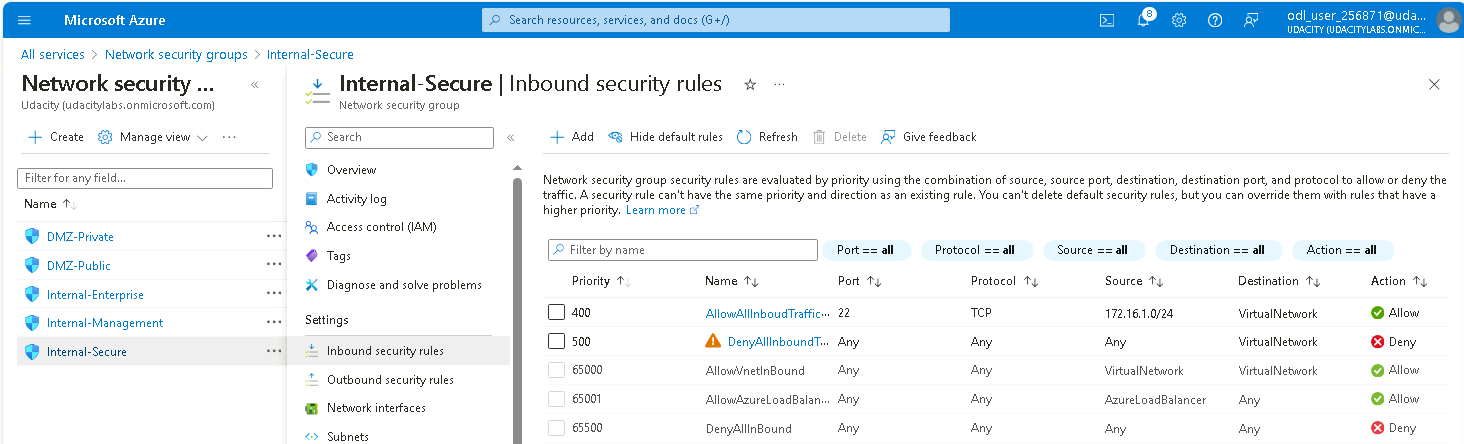 Microsoft Azure
Search resources, services, and docs (G+/)
8
odl_user_256871@uda...
UDACITY (UDACITYLABS.ONMIC...
All services > Network security groups > Internal-Secure
Network security ... «
Udacity (udacitylabs.onmicrosoft.com)
Create Manage view ...
Filter for any field...
Name ↑↓
DMZ-Private ...
DMZ-Public ...
Internal-Enterprise ...
Internal-Management ...
Internal-Secure ...
Internal-Secure | Inbound security rules ...
Network security group
Search «
Overview
Activity log
Access control (IAM)
Tags
Diagnose and solve problems
Settings
Inbound security rules
Outbound security rules
Network interfaces
Subnets
Add Hide default rules Refresh Delete Give feedback
Network security group security rules are evaluated by priority using the combination of source, source port, destination, destination port, and protocol to allow or deny the
traffic. A security rule can't have the same priority and direction as an existing rule. You can't delete default security rules, but you can override them with rules that have a
higher priority. Learn more
Filter by name Port == all Protocol == all Source == all Destination == all Action == all
Priority ↑↓ Name ↑↓ Port ↑↓ Protocol ↑↓ Source ↑↓ Destination ↑↓ Action ↑↓
400 AllowAllInboudTraffic... 22 TCP 172.16.1.0/24 VirtualNetwork Allow
500 DenyAllInboundT... Any Any Any VirtualNetwork Deny
65000 AllowVnetInBound Any Any VirtualNetwork VirtualNetwork Allow
65001 AllowAzureLoadBalan... Any Any AzureLoadBalancer Any Allow
65500 DenyAllInBound Any Any Any Any Deny